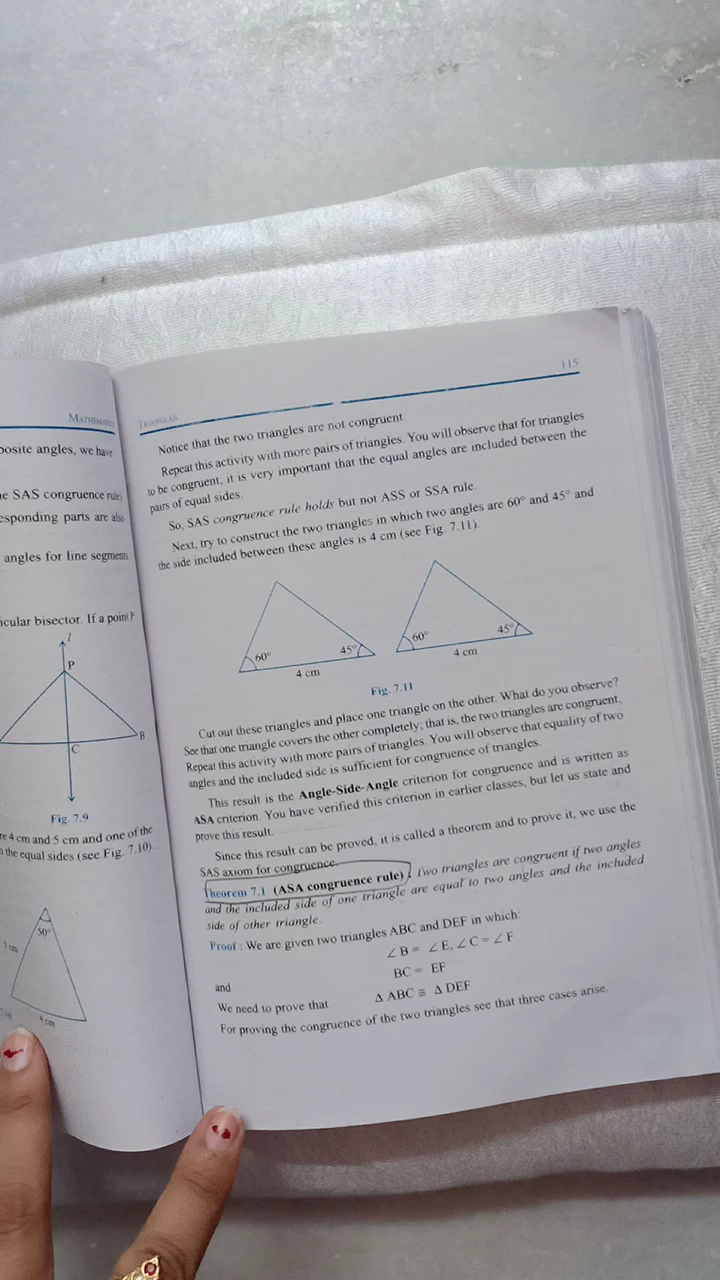 MATHEMATICS
posite angles, we have
e SAS congruence rule)
esponding parts are also
angles for line segments
icular bisector. If a point P
l
P
B
C
Fig. 7.9
re 4 cm and 5 cm and one of the
the equal sides (see Fig. 7.10).
50°
4 cm
TRIANGLES
115
Notice that the two triangles are not congruent.
Repeat this activity with more pairs of triangles. You will observe that for triangles
to be congruent, it is very important that the equal angles are included between the
pairs of equal sides.
So, SAS congruence rule holds but not ASS or SSA rule.
Next, try to construct the two triangles in which two angles are 60° and 45° and
the side included between these angles is 4 cm (see Fig. 7.11).
60° 45°
4 cm
60° 45°
4 cm
Fig. 7.11
Cut out these triangles and place one triangle on the other. What do you observe?
See that one triangle covers the other completely; that is, the two triangles are congruent.
Repeat this activity with more pairs of triangles. You will observe that equality of two
angles and the included side is sufficient for congruence of triangles.
This result is the Angle-Side-Angle criterion for congruence and is written as
ASA criterion. You have verified this criterion in earlier classes, but let us state and
prove this result.
Since this result can be proved, it is called a theorem and to prove it, we use the
SAS axiom for congruence.
Theorem 7.1 (ASA congruence rule) : Two triangles are congruent if two angles
and the included side of one triangle are equal to two angles and the included
side of other triangle.
Proof : We are given two triangles ABC and DEF in which:
∠ B = ∠ E, ∠ C = ∠ F
and BC = EF
We need to prove that Δ ABC ≅ Δ DEF
For proving the congruence of the two triangles see that three cases arise.